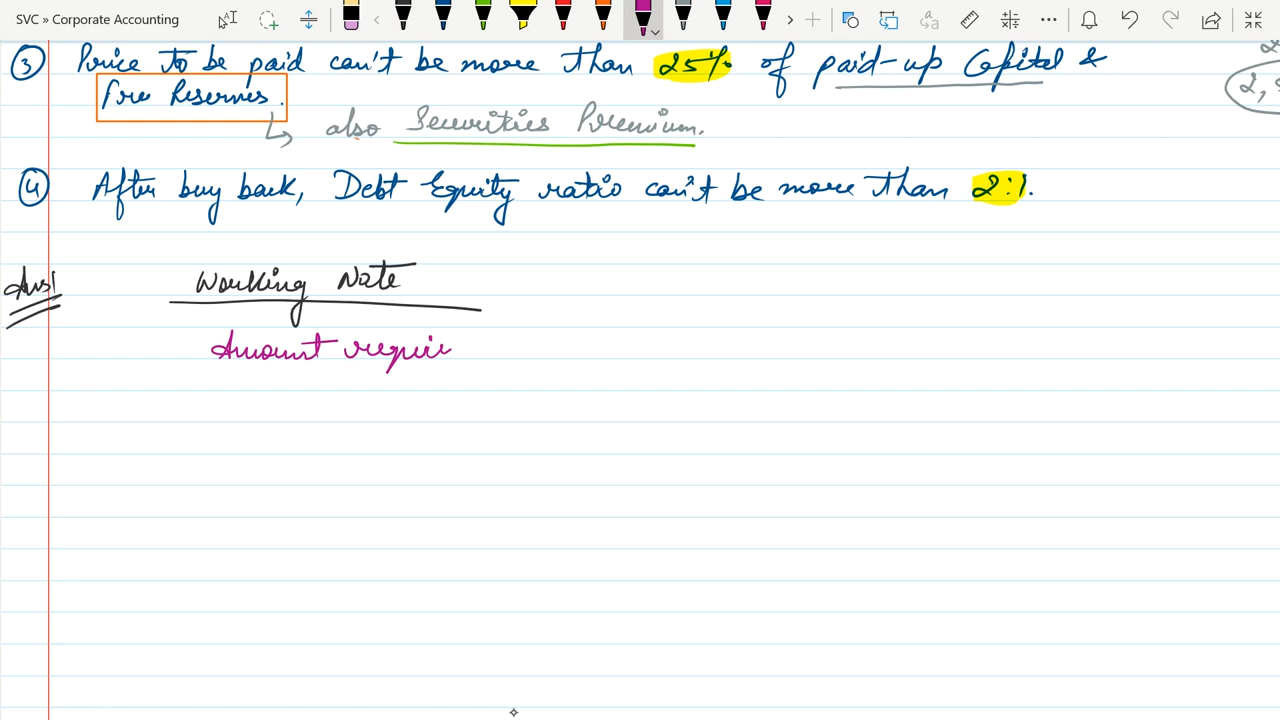 SVC » Corporate Accounting
③ Price to be paid can't be more than 25% of paid-up Capital &
Free Reserves.
↳ also Securities Premium.
④ After buy back, Debt Equity ratio can't be more than 2:1.
Ans!
Working Note
Amount requir